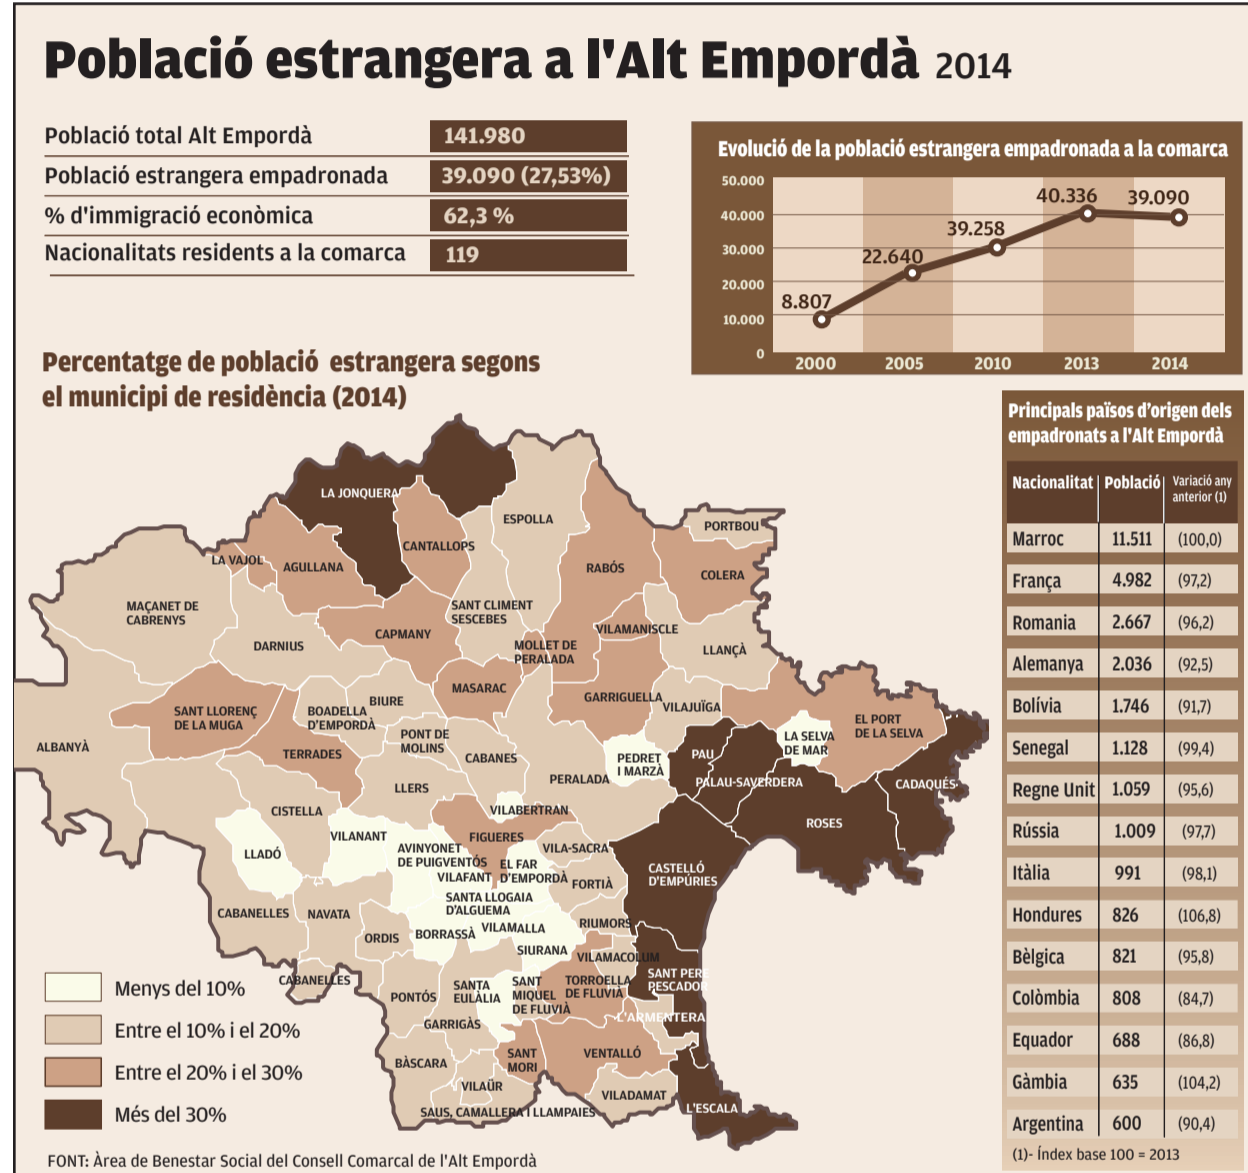 Població estrangera a l'Alt Empordà 2014
Població total Alt Empordà 141.980
Població estrangera empadronada 39.090 (27,53%)
% d'immigració econòmica 62,3 %
Nacionalitats residents a la comarca 119
Evolució de la població estrangera empadronada a la comarca
50.000
40.000
30.000
20.000
10.000
0
8.807
22.640
39.258
40.336
39.090
2000 2005 2010 2013 2014
Percentatge de població estrangera segons
el municipi de residència (2014)
LA JONQUERA
ESPOLLA
PORTBOU
CANTALLOPS
LA VAJOL
AGULLANA
RABÓS
COLERA
MAÇANET DE
CABRENYS
SANT CLIMENT
SESCEBES
DARNIUS
CAPMANY
VILAMANISCLE
MOLLET DE
PERALADA
LLANÇÀ
MASARAC
GARRIGUELLA
VILAJUÏGA
BIURE
BOADELLA
D'EMPORDÀ
SANT LLORENÇ
DE LA MUGA
EL PORT
DE LA SELVA
LA SELVA
DE MAR
ALBANYÀ
TERRADES
PONT DE
MOLINS
CABANES
PEDRET
I MARZÀ
PAU
PALAU-SAVERDERA
CADAQUÉS
PERALADA
LLERS
CISTELLA
VILABERTRAN
ROSES
VILANANT
FIGUERES
LLADÓ
AVINYONET
DE PUIGVENTÓS
VILA-SACRA
EL FAR
D'EMPORDÀ
VILAFANT
CASTELLÓ
D'EMPÚRIES
FORTIÀ
SANTA LLOGAIA
D'ALGUEMA
CABANELLES
NAVATA
RIUMORS
ORDIS
BORRASSÀ
VILAMALLA
SIURANA
VILAMACOLUM
CABANELLES
SANT PERE
PESCADOR
PONTÓS
SANTA
EULÀLIA
SANT
MIQUEL
DE FLUVIÀ
TORROELLA
DE FLUVIÀ
L'ARMENTERA
GARRIGÀS
BÀSCARA
SANT
MORI
VENTALLÓ
VILAÜR
VILADAMAT
SAUS, CAMALLERA I LLAMPAIES
L'ESCALA
Menys del 10%
Entre el 10% i el 20%
Entre el 20% i el 30%
Més del 30%
FONT: Àrea de Benestar Social del Consell Comarcal de l'Alt Empordà
Principals països d'origen dels
empadronats a l'Alt Empordà
Nacionalitat Població Variació any
anterior (1)
Marroc 11.511 (100,0)
França 4.982 (97,2)
Romania 2.667 (96,2)
Alemanya 2.036 (92,5)
Bolívia 1.746 (91,7)
Senegal 1.128 (99,4)
Regne Unit 1.059 (95,6)
Rússia 1.009 (97,7)
Itàlia 991 (98,1)
Hondures 826 (106,8)
Bèlgica 821 (95,8)
Colòmbia 808 (84,7)
Equador 688 (86,8)
Gàmbia 635 (104,2)
Argentina 600 (90,4)
(1)- Índex base 100 = 2013